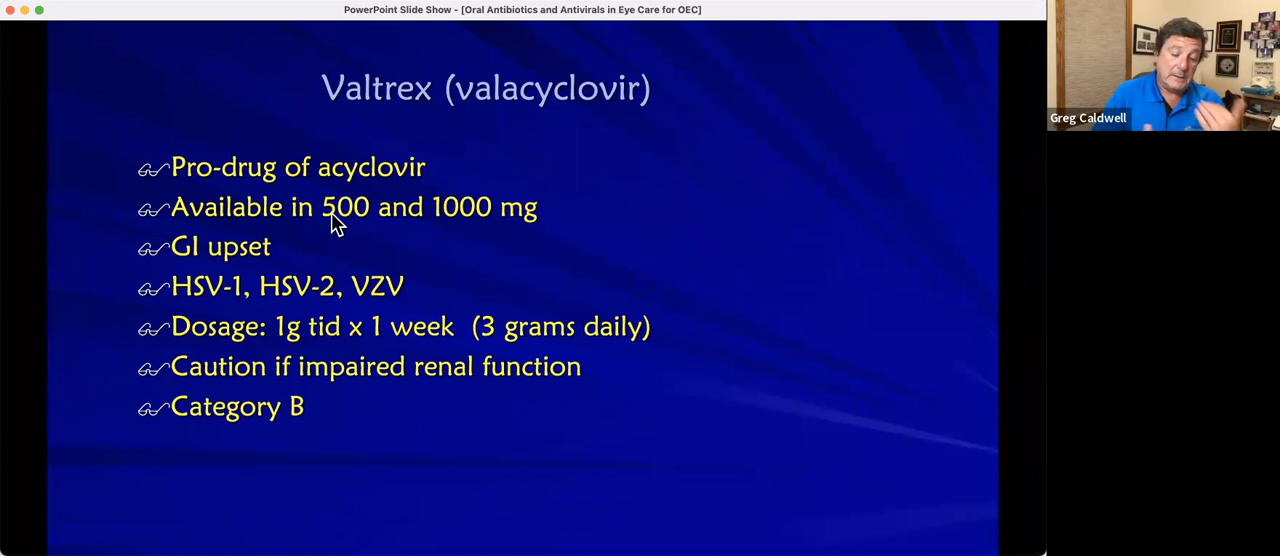 PowerPoint Slide Show - [Oral Antibiotics and Antivirals in Eye Care for OEC]
Valtrex (valacyclovir)
Pro-drug of acyclovir
Available in 500 and 1000 mg
GI upset
HSV-1, HSV-2, VZV
Dosage: 1g tid x 1 week (3 grams daily)
Caution if impaired renal function
Category B
Greg Caldwell